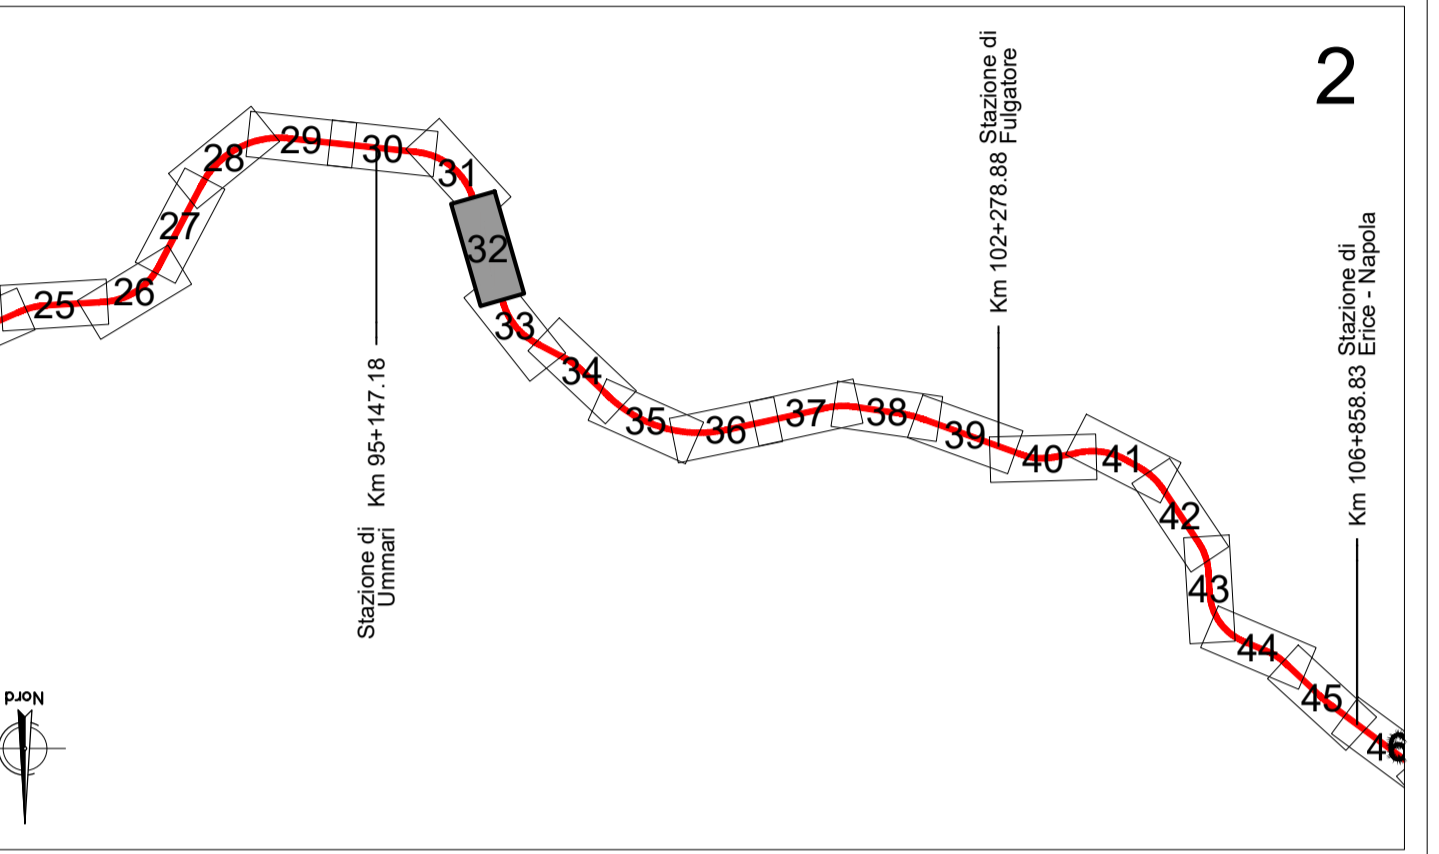 2
25
26
27
28
29
30
31
32
33
34
35
36
37
38
39
40
41
42
43
44
45
46
Stazione di
Ummari
Km 95+147.18
Stazione di
Fulgatore
Km 102+278.88
Stazione di
Erice - Napola
Km 106+858.83
Nord